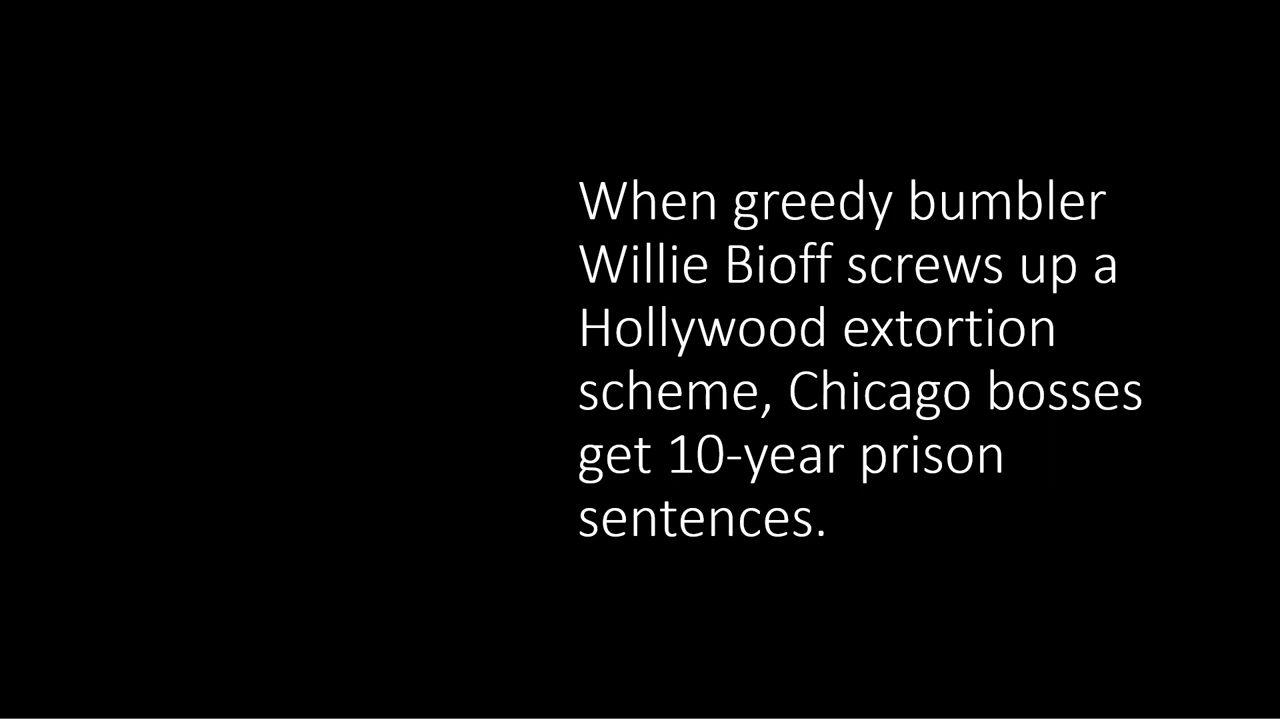 When greedy bumbler
Willie Bioff screws up a
Hollywood extortion
scheme, Chicago bosses
get 10-year prison
sentences.